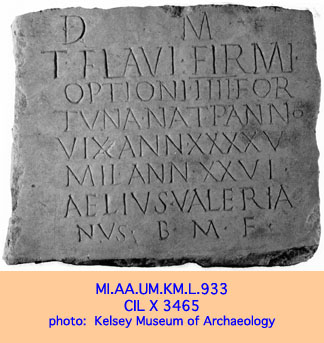 D M
T·FLAVI·FIRMI·
OPTIONI·IIII·FOR
TVNA·NAT·PANNO
VIX·ANN·XXXXV
MIL·ANN·XXVI·
AELIVS·VALERIA
NVS· B · M · F ·
MI.AA.UM.KM.L.933
CIL X 3465
photo: Kelsey Museum of Archaeology